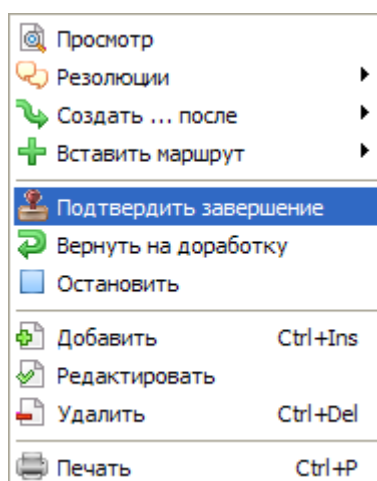 Просмотр
Резолюции
Создать ... после
Вставить маршрут
Подтвердить завершение
Вернуть на доработку
Остановить
Добавить Ctrl+Ins
Редактировать
Удалить Ctrl+Del
Печать Ctrl+P